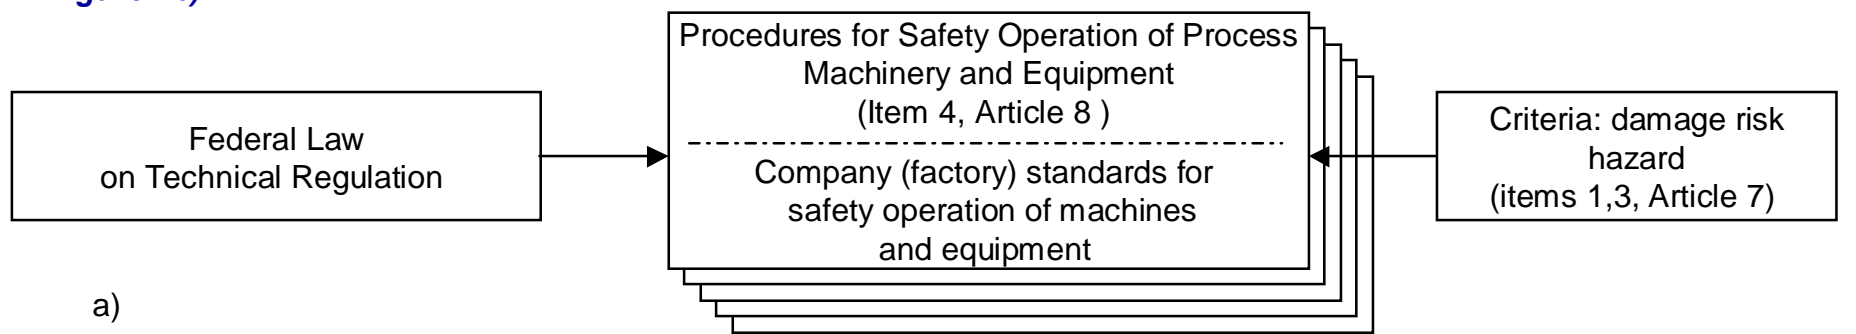 Procedures for Safety Operation of Process
Machinery and Equipment
(Item 4, Article 8 )
Company (factory) standards for
safety operation of machines
and equipment
Federal Law
on Technical Regulation
Criteria: damage risk
hazard
(items 1,3, Article 7)
a)